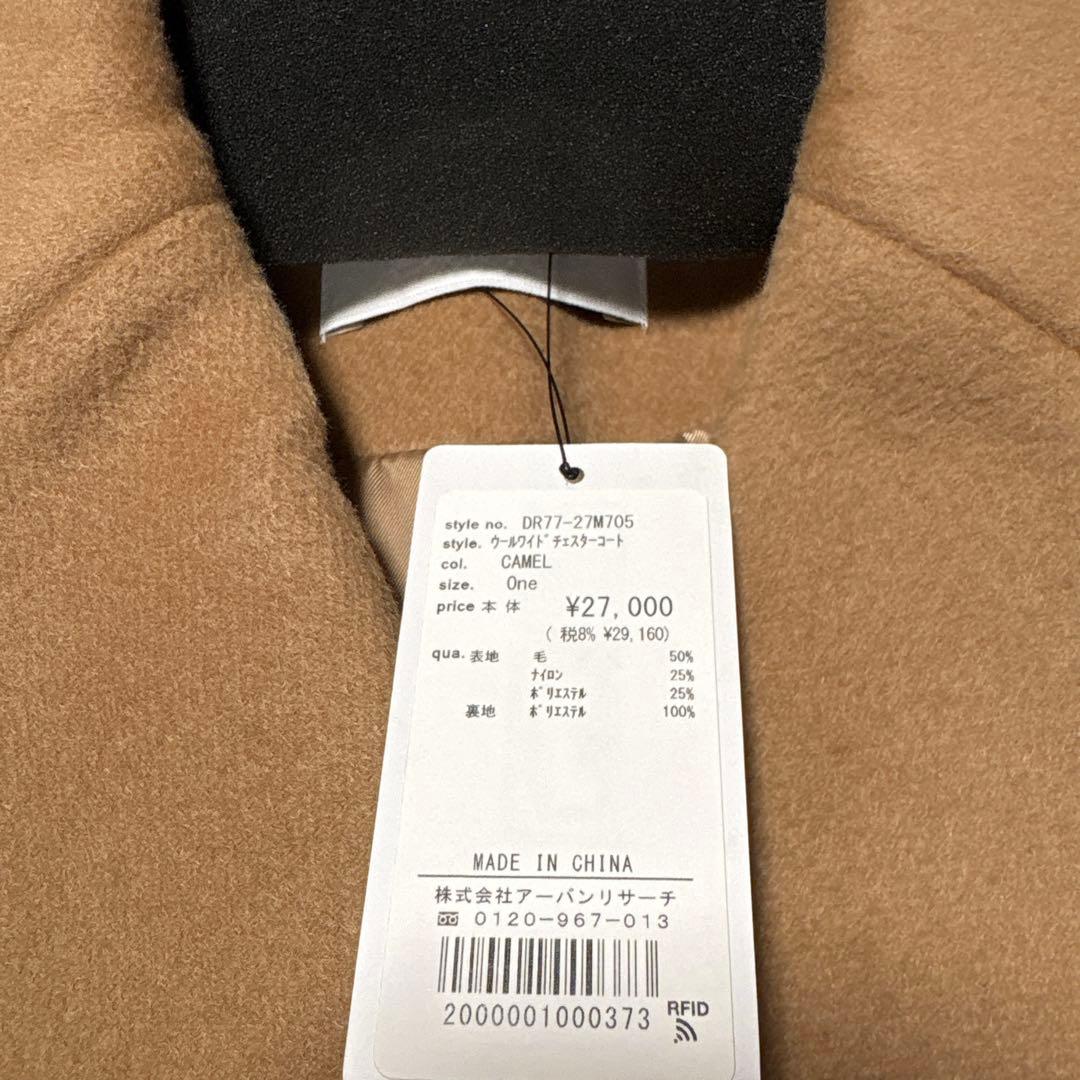 style no. DR77-27M705
style. ｳｰﾙﾜｲﾄﾞﾁｪｽﾀｰｺｰﾄ
col. CAMEL
size. One
price 本体 ¥27,000
( 税8% ¥29,160)
qua. 表地 毛 50%
ﾅｲﾛﾝ 25%
ﾎﾟﾘｴｽﾃﾙ 25%
裏地 ﾎﾟﾘｴｽﾃﾙ 100%
MADE IN CHINA
株式会社アーバンリサーチ
0120-967-013
2000001000373
RFID